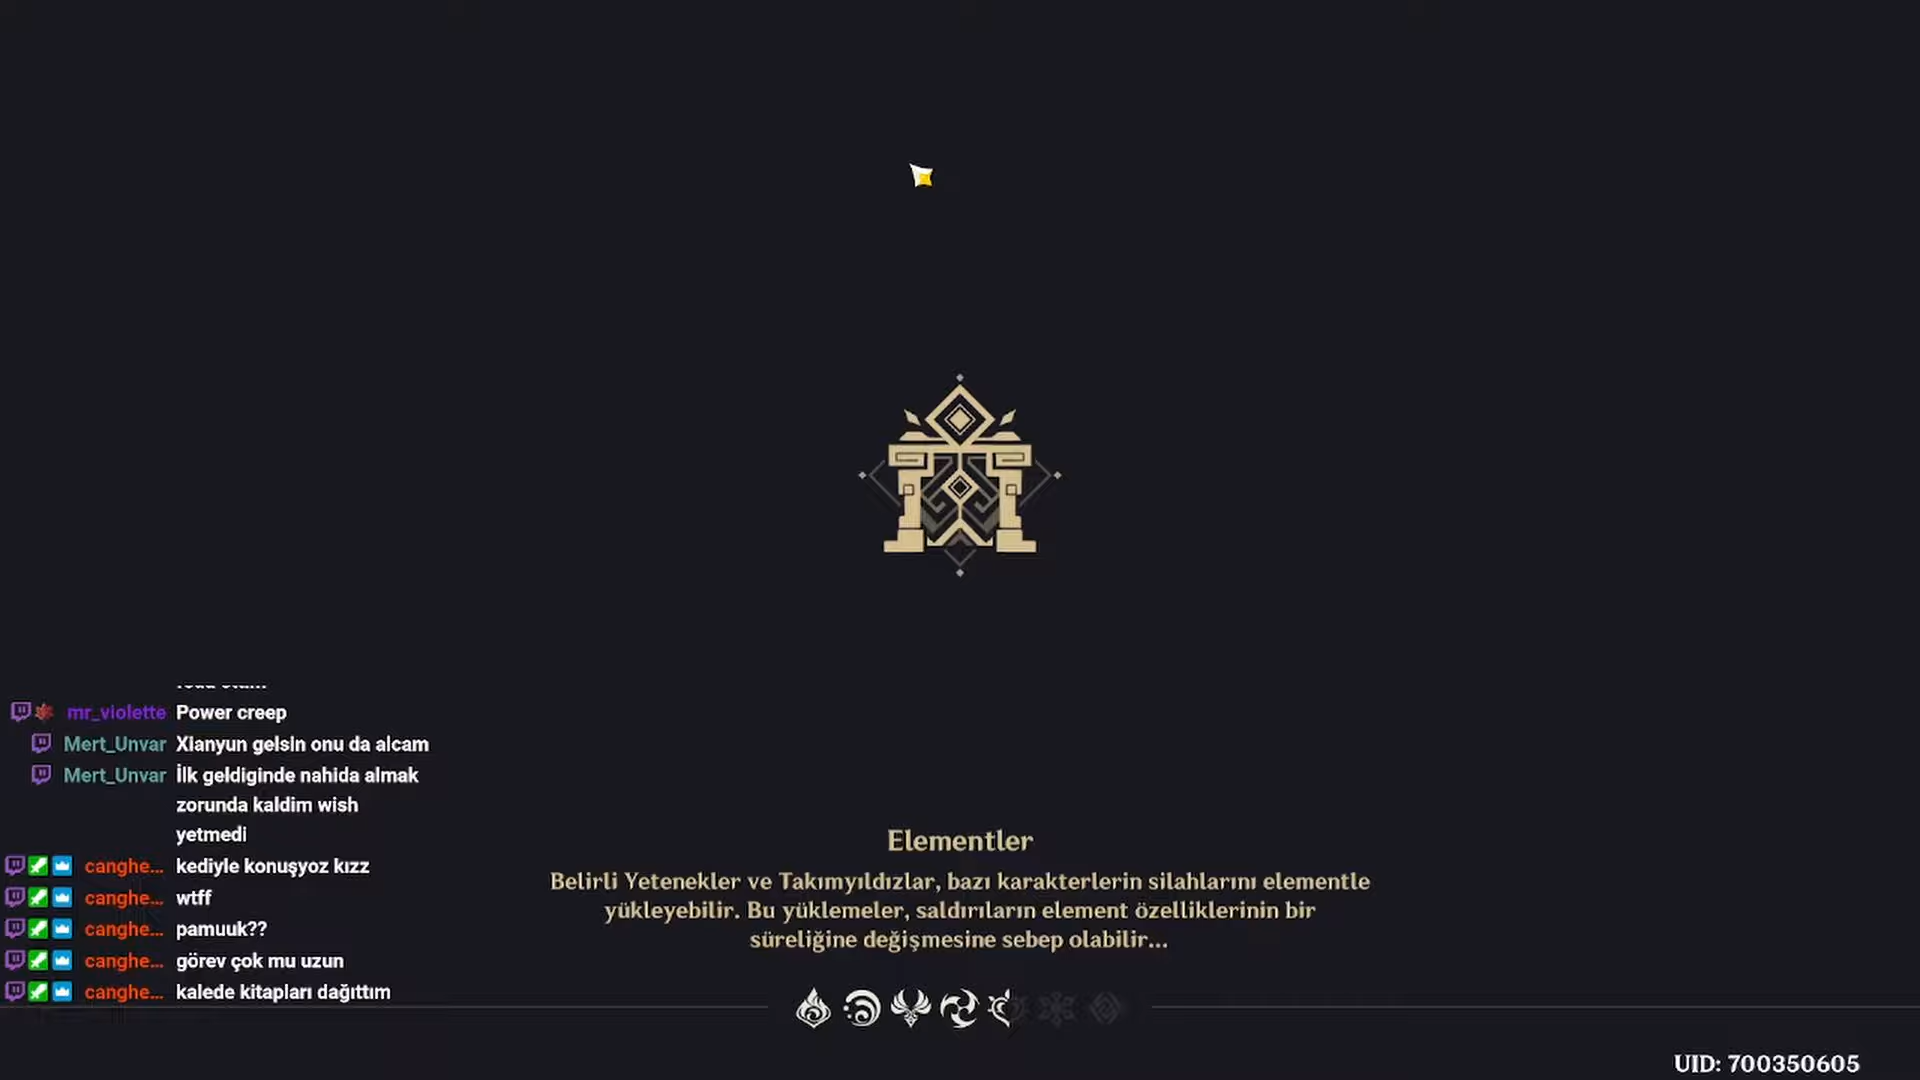 mr_violette Power creep
Mert_Unvar Xianyun gelsin onu da alcam
Mert_Unvar İlk geldiginde nahida almak
zorunda kaldim wish
yetmedi
canghe... kediyle konuşyoz kızz
canghe... wtff
canghe... pamuuk??
canghe... görev çok mu uzun
canghe... kalede kitapları dağıttım
Elementler
Belirli Yetenekler ve Takımyıldızlar, bazı karakterlerin silahlarını elementle
yükleyebilir. Bu yüklemeler, saldırıların element özelliklerinin bir
süreliğine değişmesine sebep olabilir...
UID: 700350605